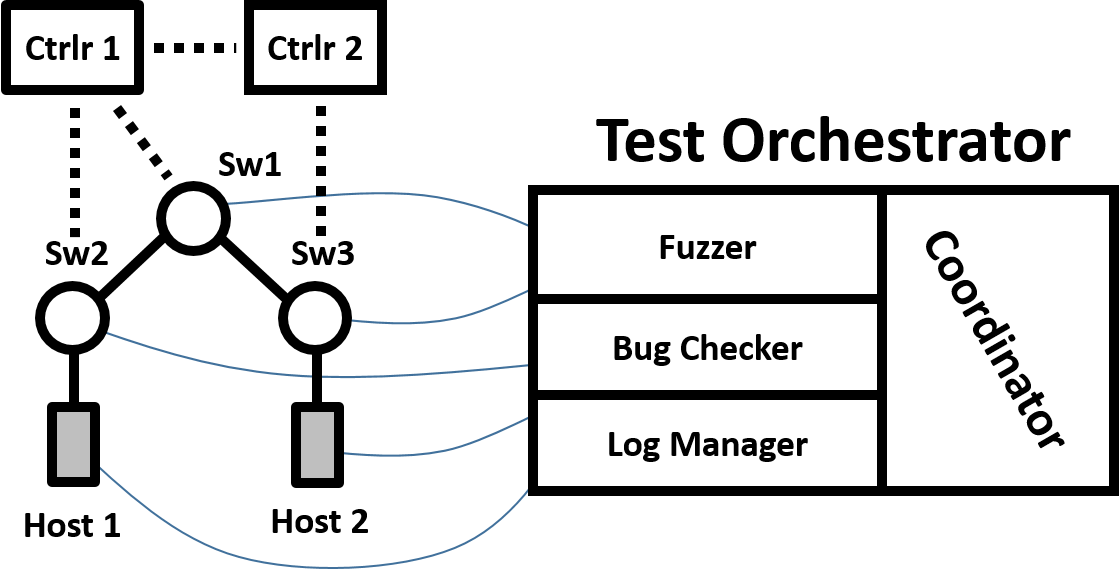 Ctrlr 1
Ctrlr 2
Sw1
Sw2
Sw3
Host 1
Host 2
Test Orchestrator
Fuzzer
Bug Checker
Log Manager
Coordinator